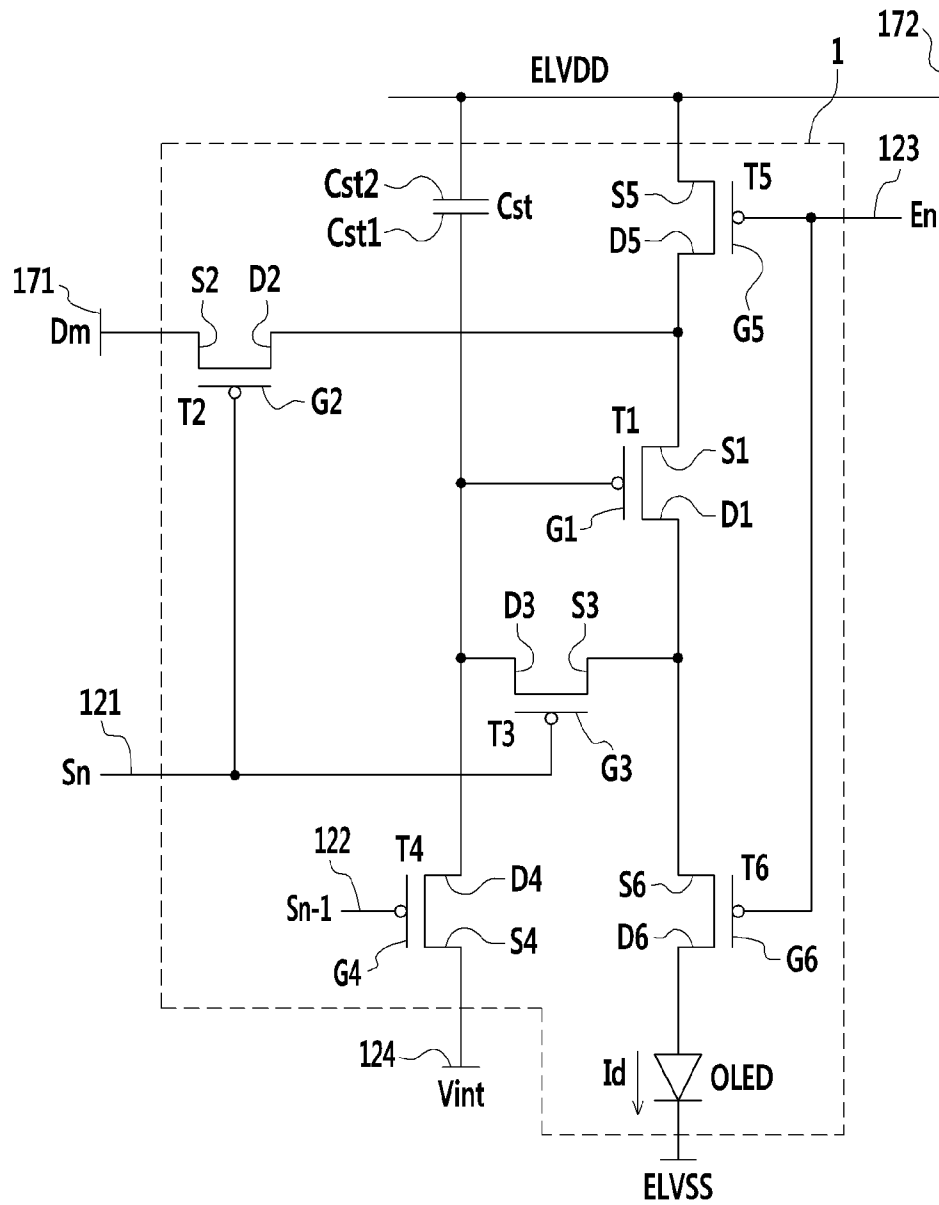 172
ELVDD
1
123
Cst2
Cst
Cst1
T5
S5
En
D5
171
S2
D2
G5
Dm
T2
G2
T1
S1
G1
D1
D3
S3
121
T3
G3
Sn
122
T4
T6
D4
S6
Sn-1
S4
D6
G4
G6
124
Vint
Id
OLED
ELVSS